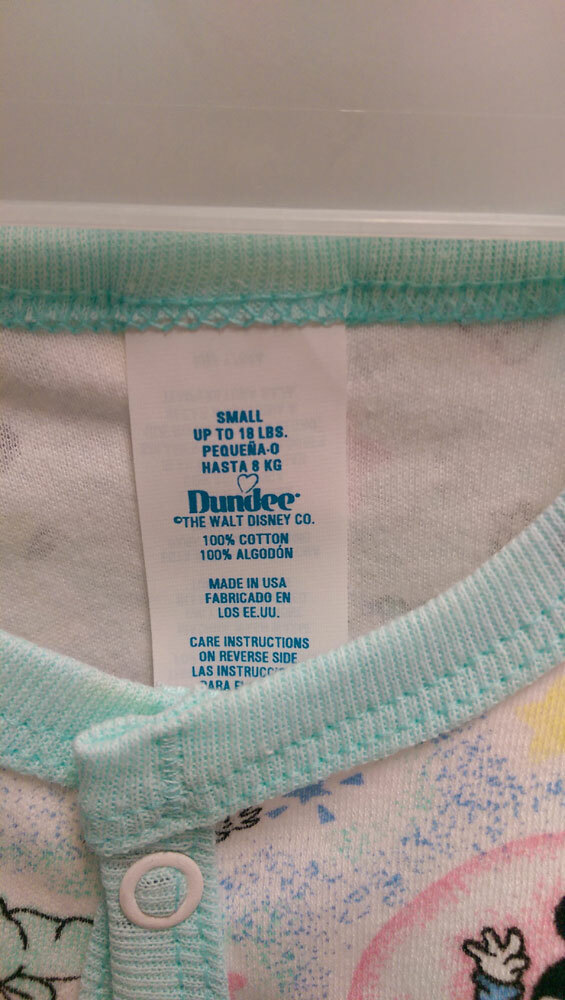 SMALL
UP TO 18 LBS.
PEQUEÑA-O
HASTA 8 KG
Dundee
©THE WALT DISNEY CO.
100% COTTON
100% ALGODÓN
MADE IN USA
FABRICADO EN
LOS EE.UU.
CARE INSTRUCTIONS
ON REVERSE SIDE
LAS